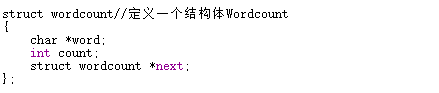 struct wordcount//定义一个结构体Wordcount
{
    char *word;
    int count;
    struct wordcount *next;
};